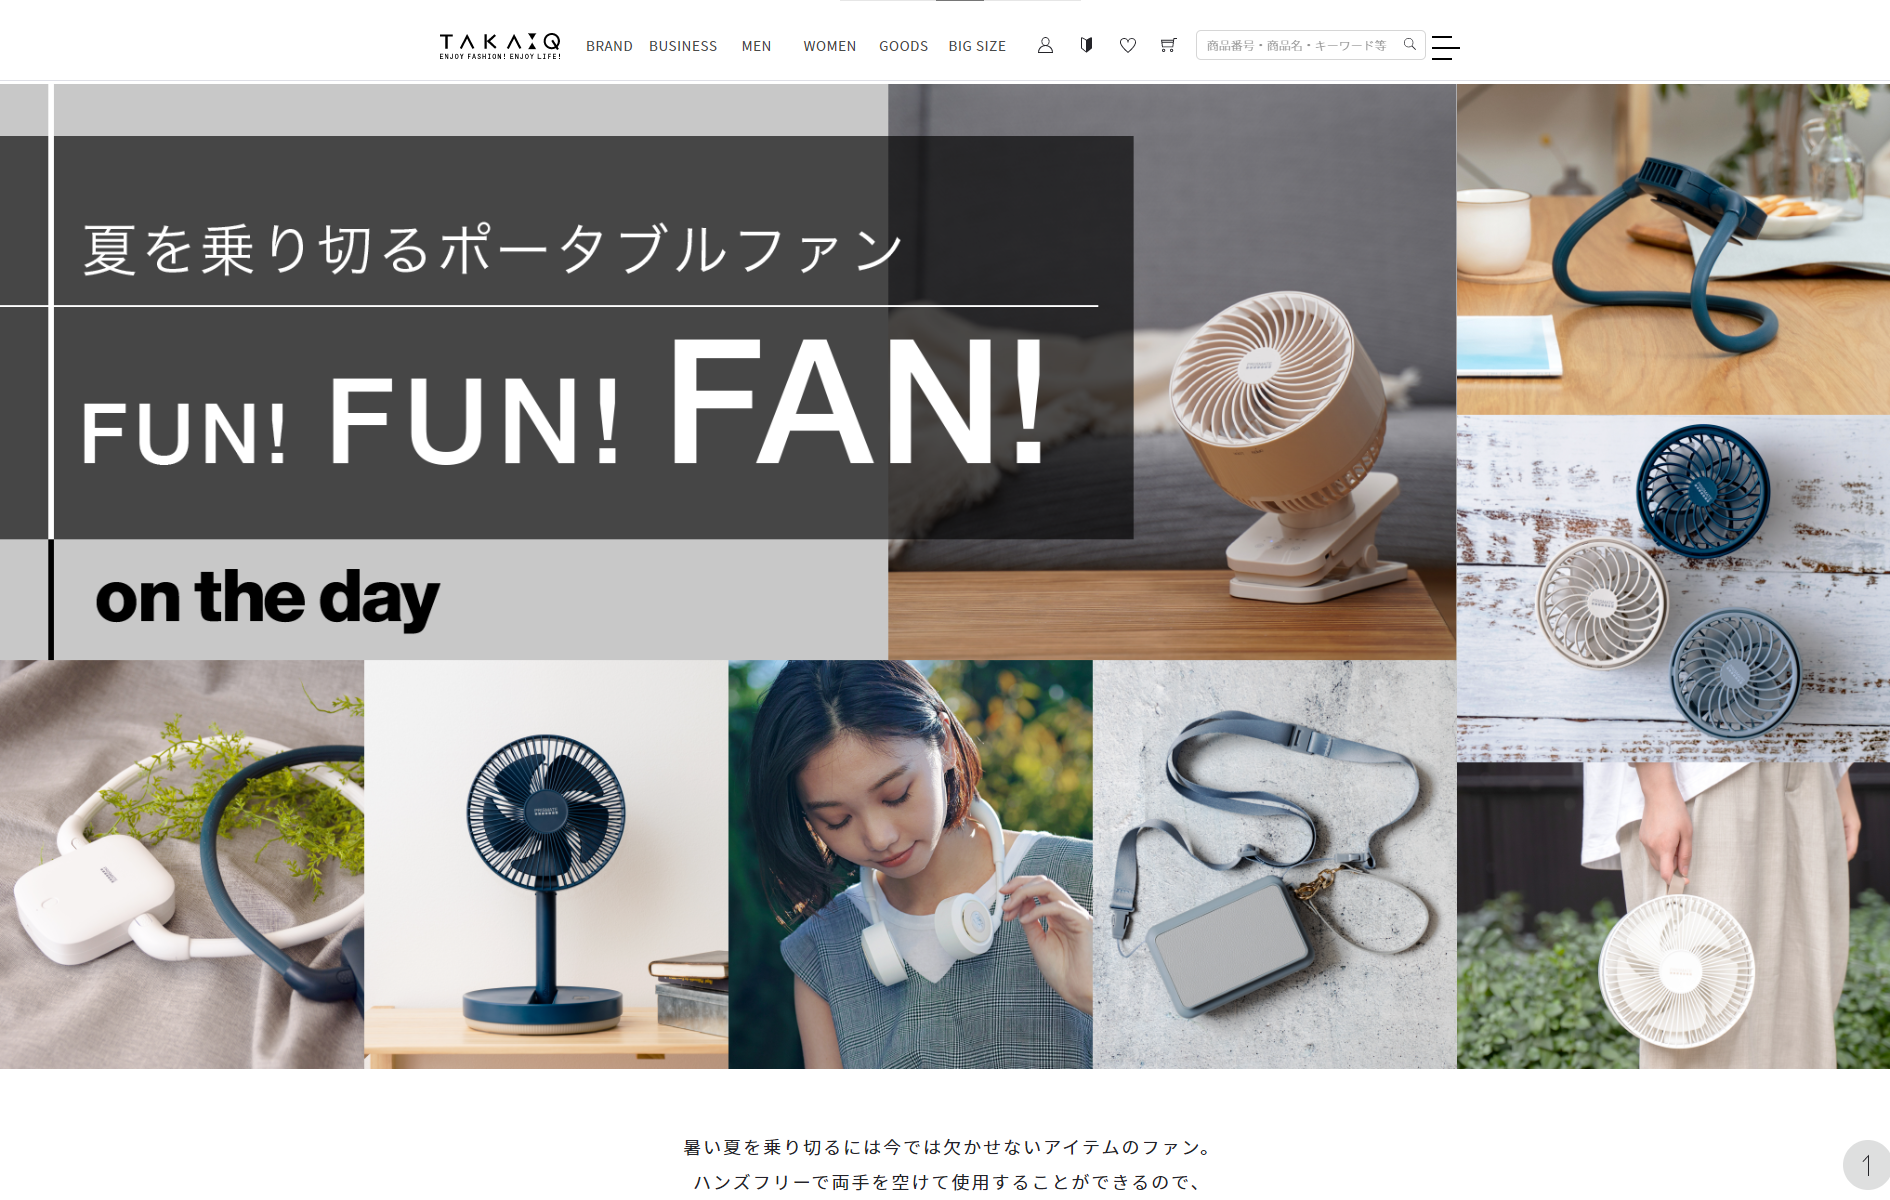 TAKA:Q
ENJOY FASHION! ENJOY LIFE!
BRAND BUSINESS MEN WOMEN GOODS BIG SIZE
商品番号・商品名・キーワード等
夏を乗り切るポータブルファン
FUN! FUN! FAN!
on the day
暑い夏を乗り切るには今では欠かせないアイテムのファン。
ハンズフリーで両手を空けて使用することができるので、